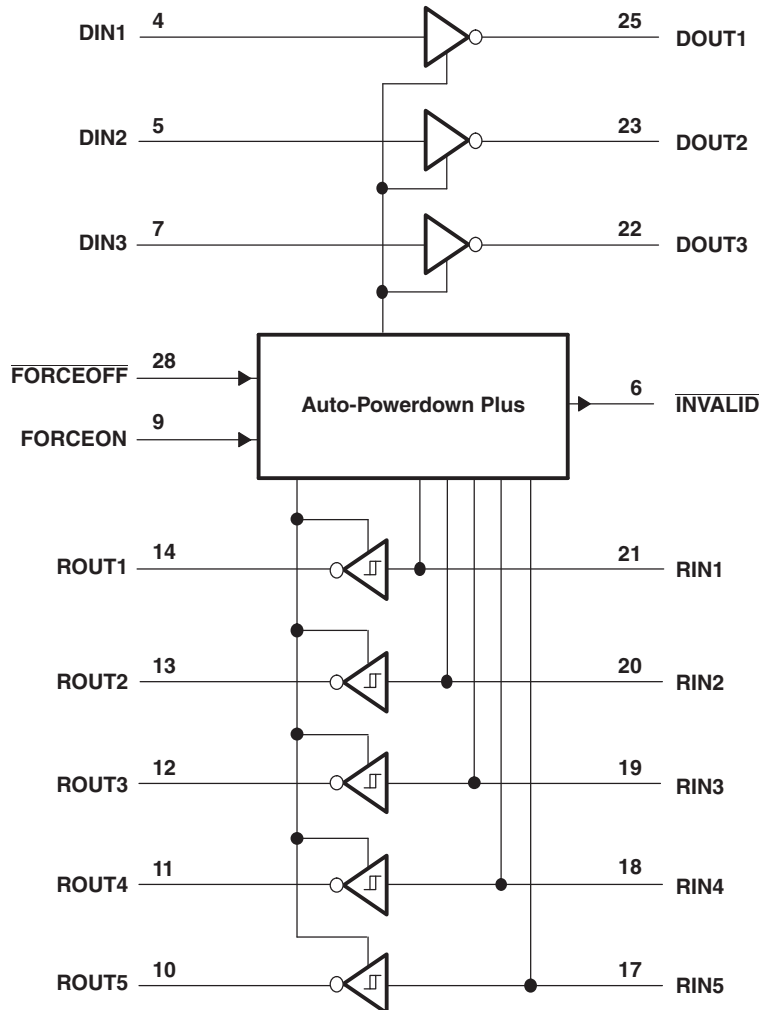 DIN1 4 25 DOUT1
DIN2 5 23 DOUT2
DIN3 7 22 DOUT3
FORCEOFF 28
Auto-Powerdown Plus
6 INVALID
FORCEON 9
ROUT1 14 21 RIN1
ROUT2 13 20 RIN2
ROUT3 12 19 RIN3
ROUT4 11 18 RIN4
ROUT5 10 17 RIN5